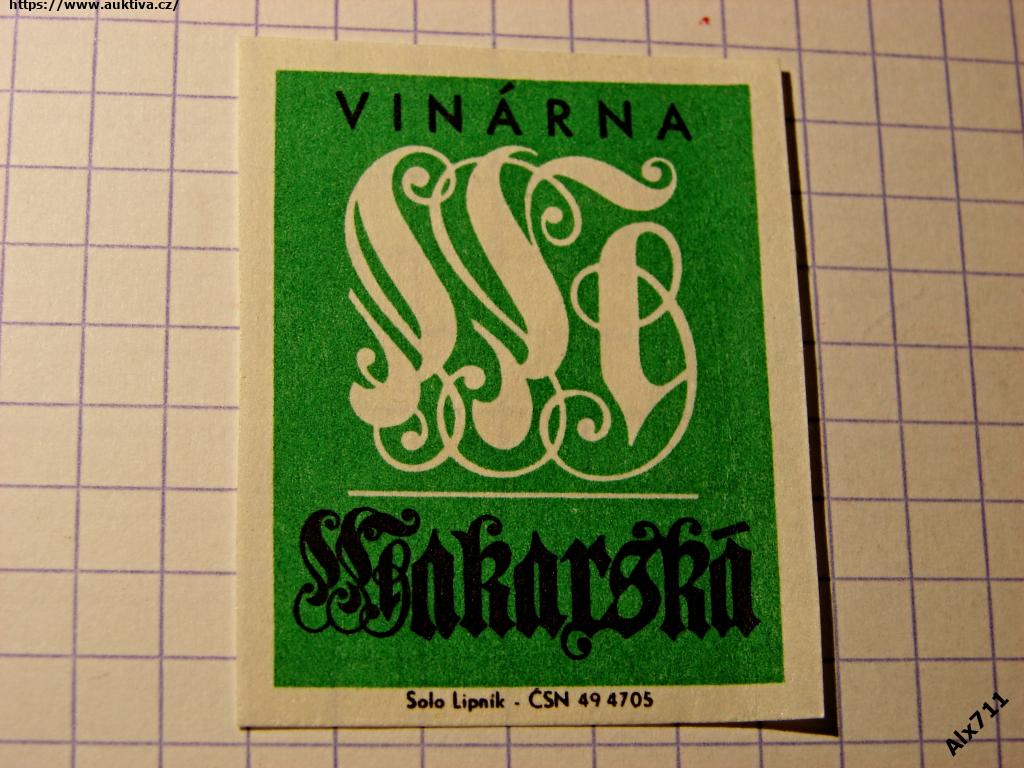 https://www.auktiva.cz/
VINÁRNA
M
Makarská
Solo Lipník - ČSN 49 4705
Alx711